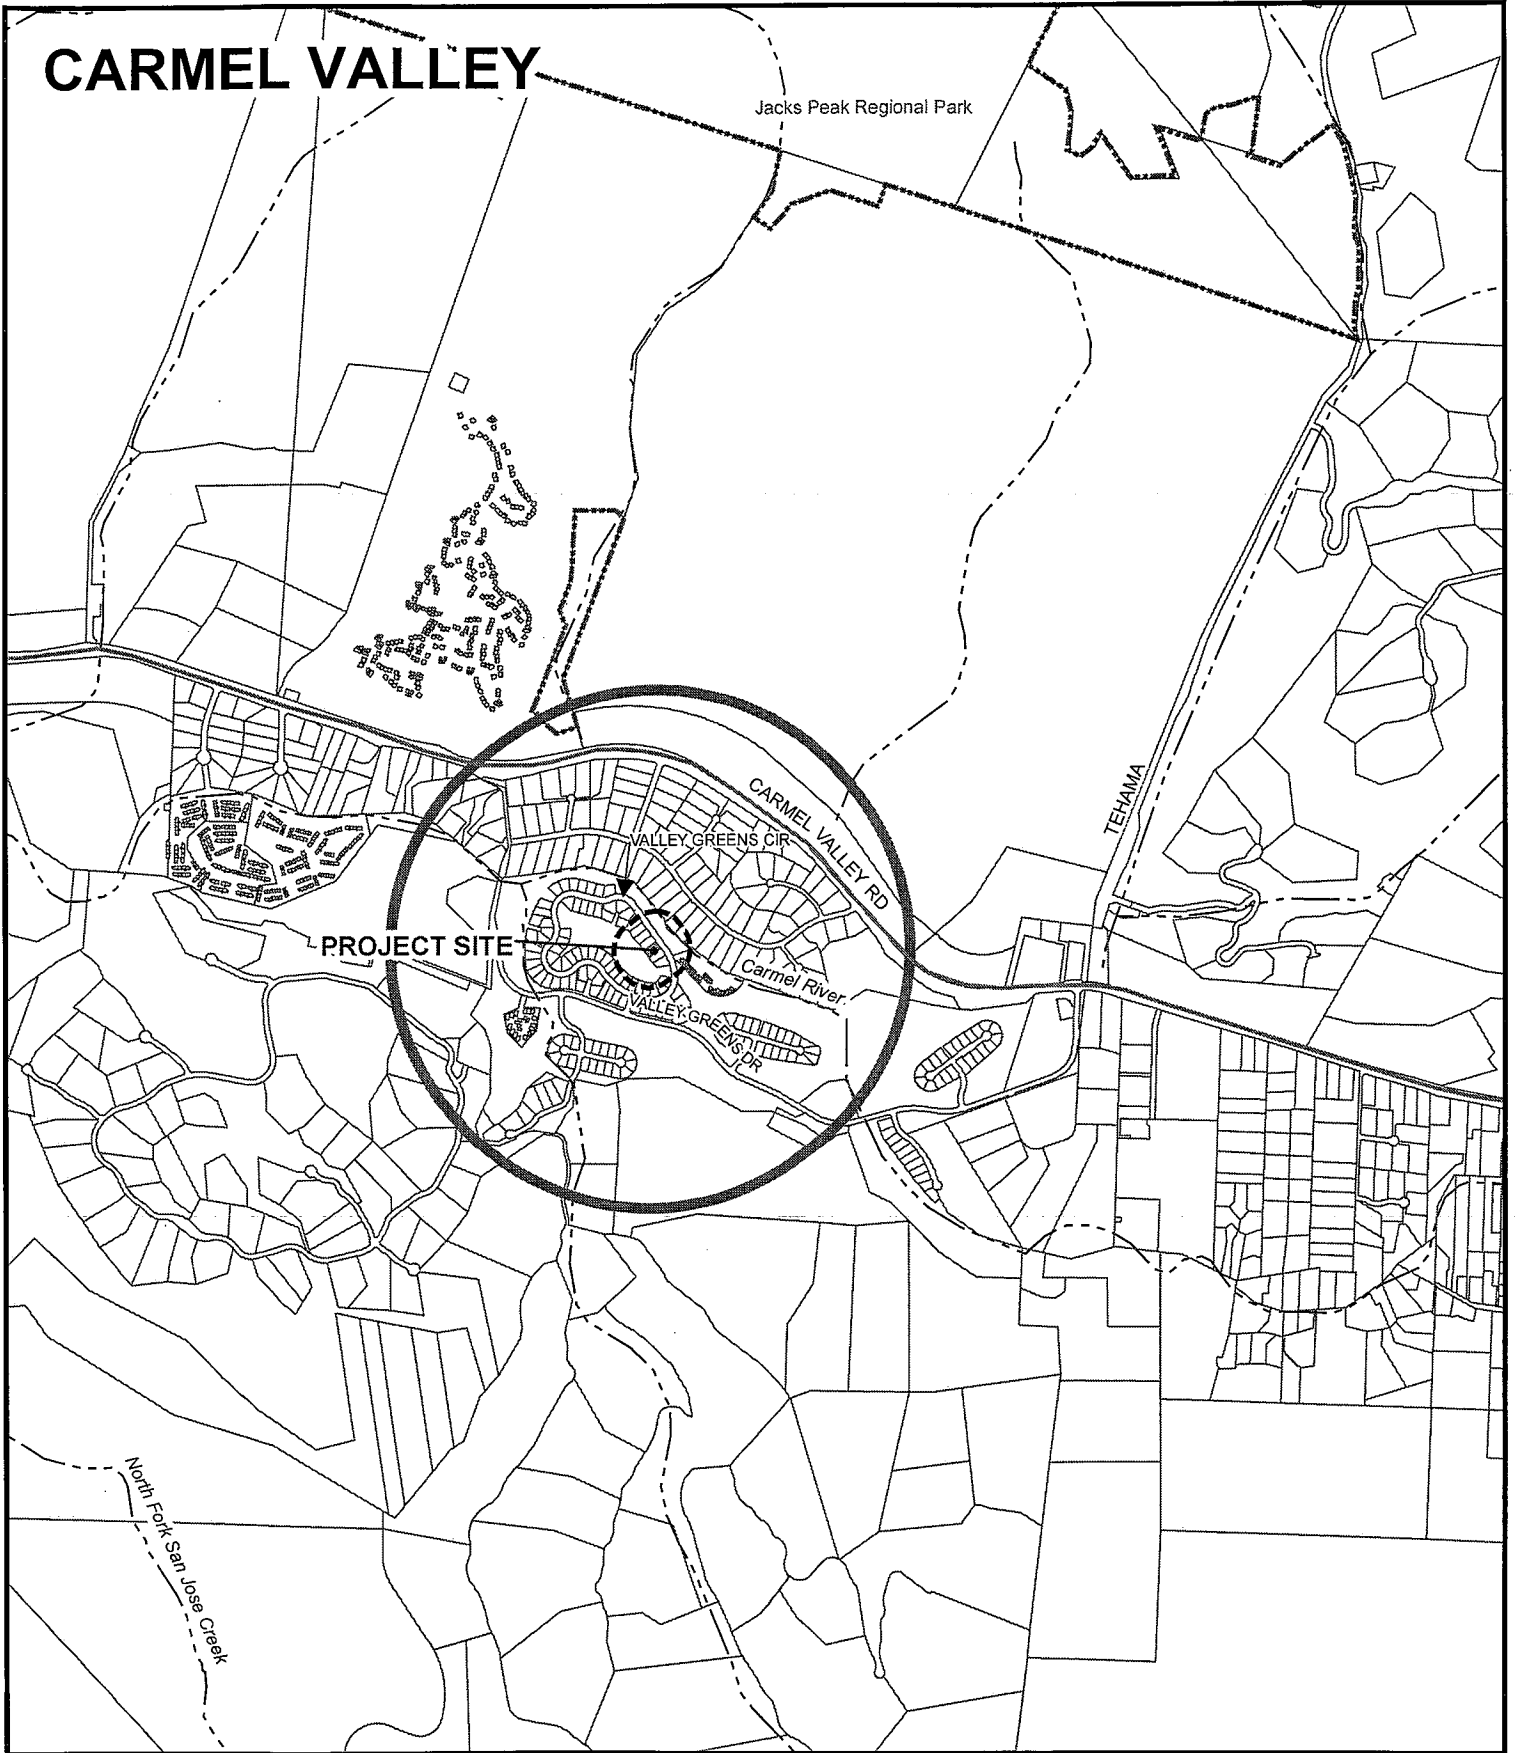 CARMEL VALLEY
Jacks Peak Regional Park
TEHAMA
CARMEL VALLEY RD
VALLEY GREENS CIR
PROJECT SITE
Carmel River
VALLEY GREENS DR
North Fork San Jose Creek